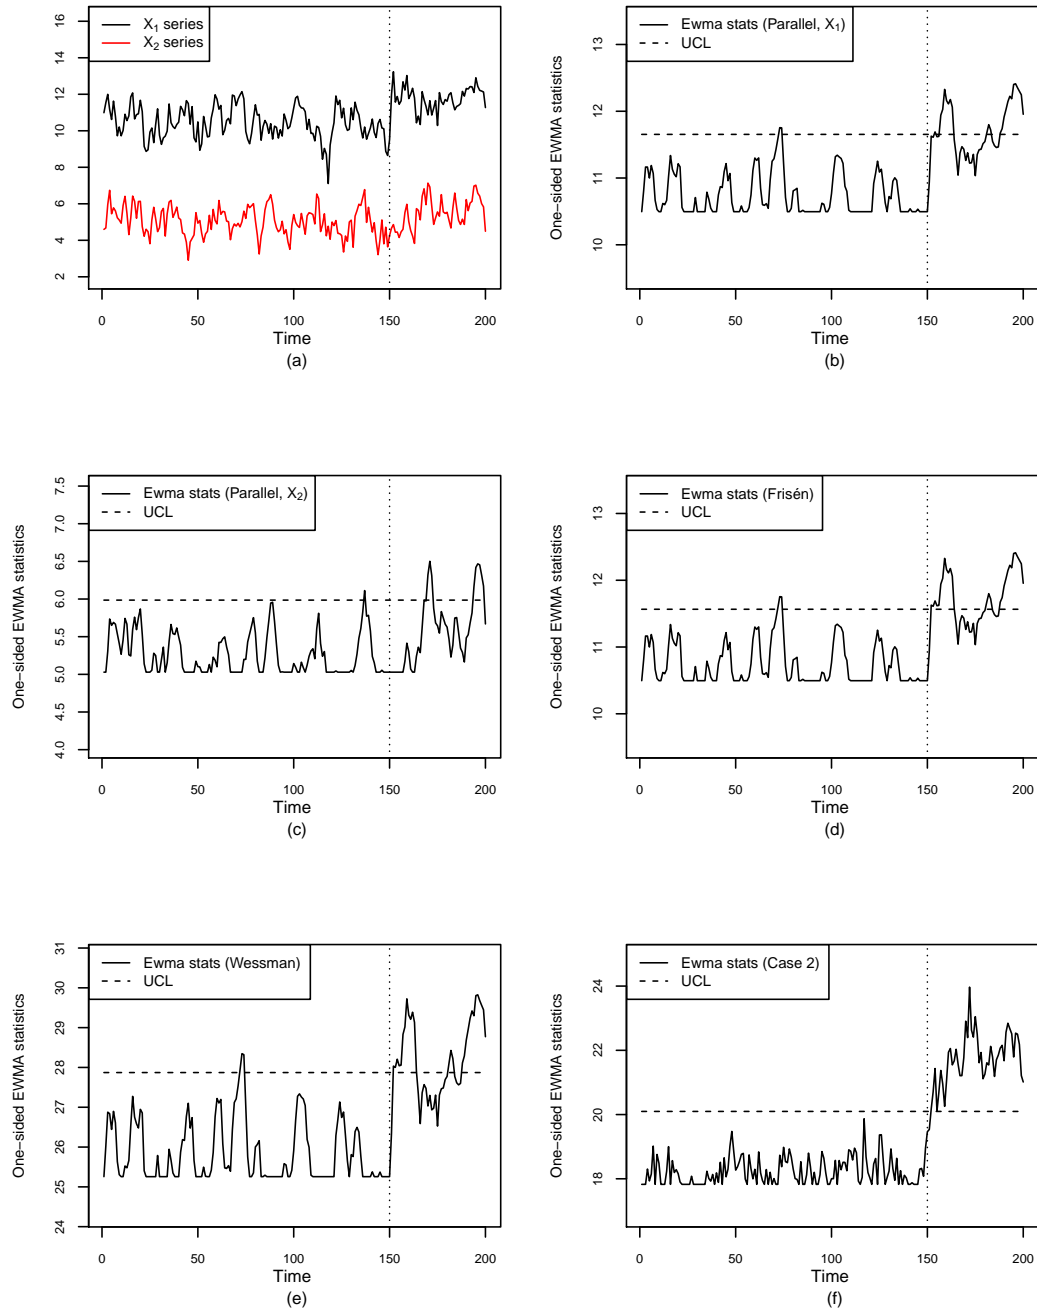 X1 series
X2 series
2 4 6 8 10 12 14 16
0 50 100 150 200
Time
(a)
One−sided EWMA statistics
Ewma stats (Parallel, X1)
UCL
10 11 12 13
0 50 100 150 200
Time
(b)
One−sided EWMA statistics
Ewma stats (Parallel, X2)
UCL
4.0 4.5 5.0 5.5 6.0 6.5 7.0 7.5
0 50 100 150 200
Time
(c)
One−sided EWMA statistics
Ewma stats (Frisén)
UCL
10 11 12 13
0 50 100 150 200
Time
(d)
One−sided EWMA statistics
Ewma stats (Wessman)
UCL
24 25 26 27 28 29 30 31
0 50 100 150 200
Time
(e)
One−sided EWMA statistics
Ewma stats (Case 2)
UCL
18 20 22 24
0 50 100 150 200
Time
(f)